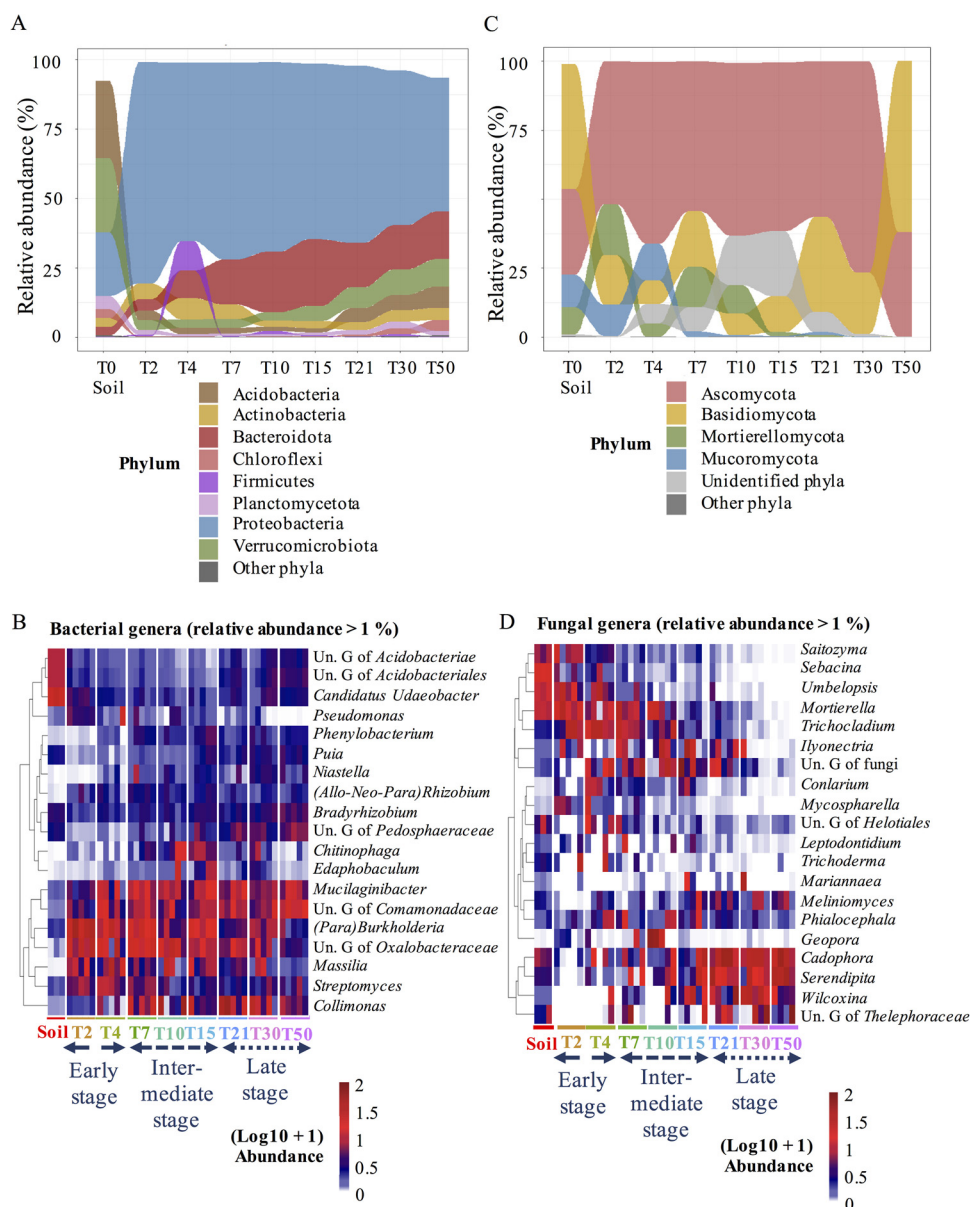 A
Relative abundance (%)
100
75
50
25
0
T0 T2 T4 T7 T10 T15 T21 T30 T50
Soil
Phylum
Acidobacteria
Actinobacteria
Bacteroidota
Chloroflexi
Firmicutes
Planctomycetota
Proteobacteria
Verrucomicrobiota
Other phyla
C
Relative abundance (%)
100
75
50
25
0
T0 T2 T4 T7 T10 T15 T21 T30 T50
Soil
Phylum
Ascomycota
Basidiomycota
Mortierellomycota
Mucoromycota
Unidentified phyla
Other phyla
B Bacterial genera (relative abundance > 1 %)
Un. G of Acidobacteriae
Un. G of Acidobacteriales
Candidatus Udaeobacter
Pseudomonas
Phenylobacterium
Puia
Niastella
(Allo-Neo-Para)Rhizobium
Bradyrhizobium
Un. G of Pedosphaeraceae
Chitinophaga
Edaphobaculum
Mucilaginibacter
Un. G of Comamonadaceae
(Para)Burkholderia
Un. G of Oxalobacteraceae
Massilia
Streptomyces
Collimonas
Soil T2 T4 T7 T10 T15 T21 T30 T50
Early
stage
Inter-
mediate
stage
Late
stage
(Log10 + 1)
Abundance
2
1.5
1
0.5
0
D Fungal genera (relative abundance > 1 %)
Saitozyma
Sebacina
Umbelopsis
Mortierella
Trichocladium
Ilyonectria
Un. G of fungi
Conlarium
Mycospharella
Un. G of Helotiales
Leptodontidium
Trichoderma
Mariannaea
Meliniomyces
Phialocephala
Geopora
Cadophora
Serendipita
Wilcoxina
Un. G of Thelephoraceae
Soil T2 T4 T7 T10 T15 T21 T30 T50
Early
stage
Inter-
mediate
stage
Late
stage
(Log10 + 1)
Abundance
2
1.5
1
0.5
0